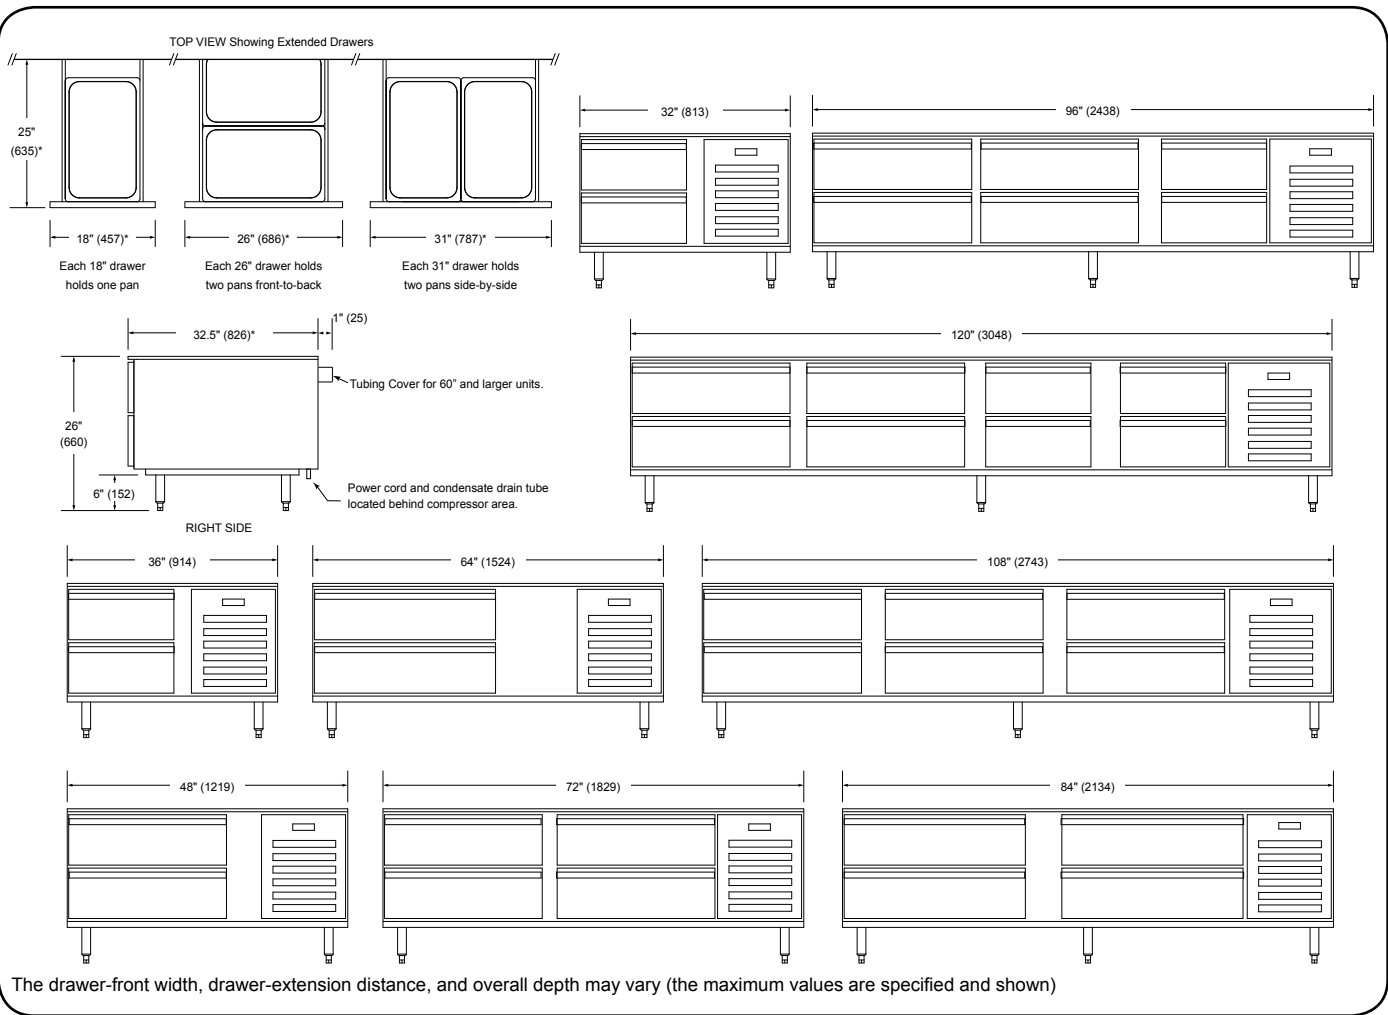 TOP VIEW Showing Extended Drawers
25"
(635)*
18" (457)*
26" (686)*
31" (787)*
Each 18" drawer
holds one pan
Each 26" drawer holds
two pans front-to-back
Each 31" drawer holds
two pans side-by-side
32" (813)
96" (2438)
32.5" (826)*
1" (25)
Tubing Cover for 60” and larger units.
26"
(660)
6" (152)
Power cord and condensate drain tube
located behind compressor area.
RIGHT SIDE
120" (3048)
36" (914)
64" (1524)
108" (2743)
48" (1219)
72" (1829)
84" (2134)
The drawer-front width, drawer-extension distance, and overall depth may vary (the maximum values are specified and shown)